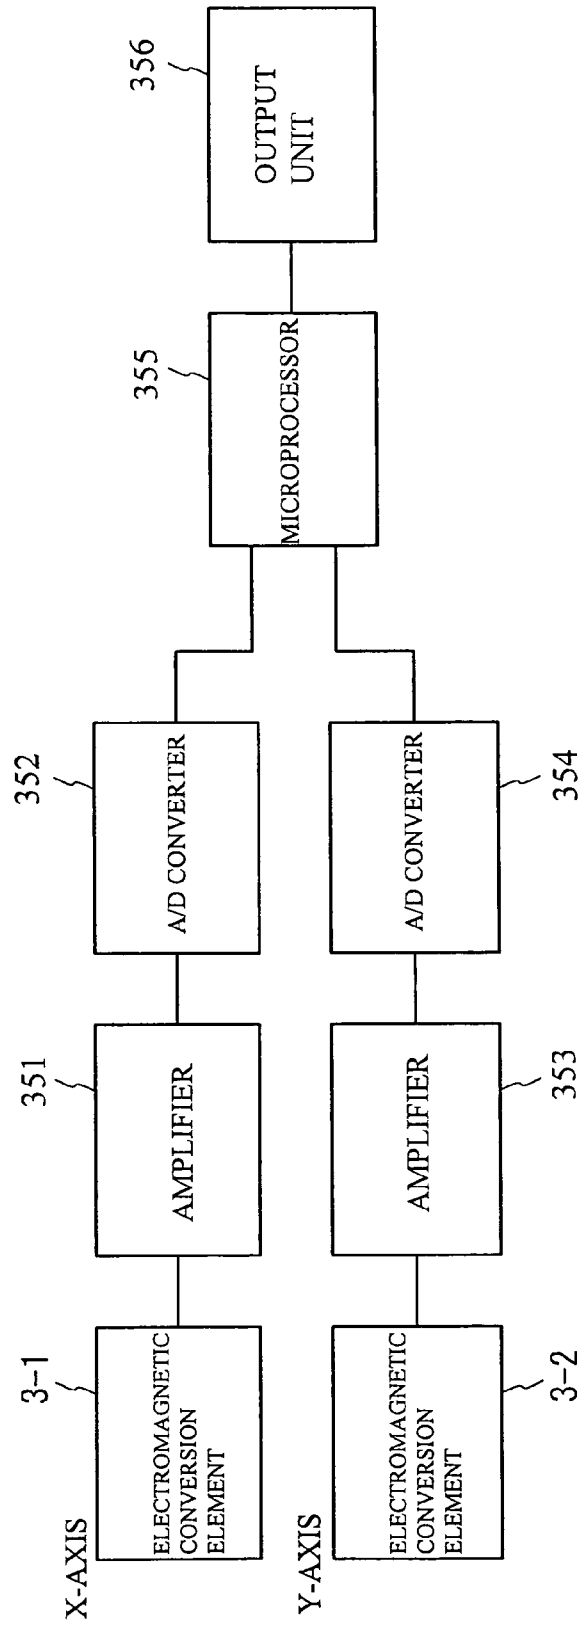 X-AXIS
3-1
ELECTROMAGNETIC
CONVERSION
ELEMENT
351
AMPLIFIER
352
A/D CONVERTER
Y-AXIS
ELECTROMAGNETIC
CONVERSION
ELEMENT
3-2
AMPLIFIER
353
A/D CONVERTER
354
355
MICROPROCESSOR
356
OUTPUT
UNIT